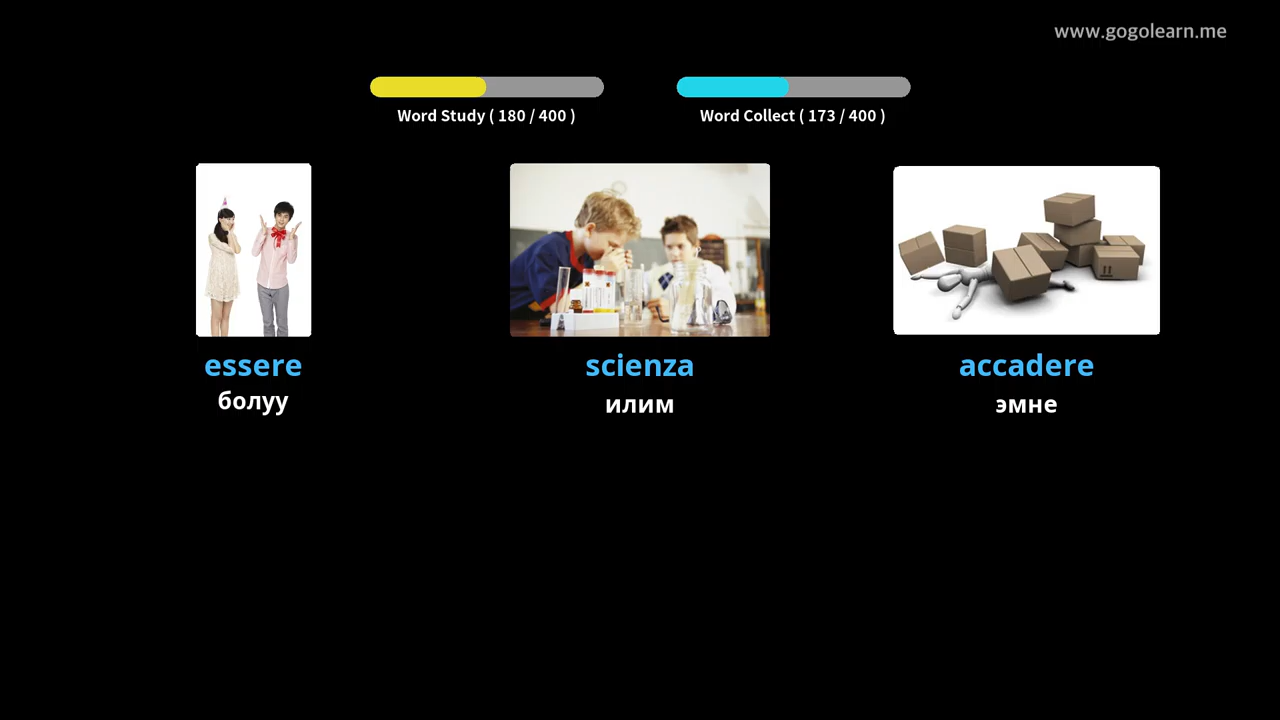 www.gogolearn.me
Word Study ( 180 / 400 )
Word Collect ( 173 / 400 )
essere
scienza
accadere
болуу
илим
эмне